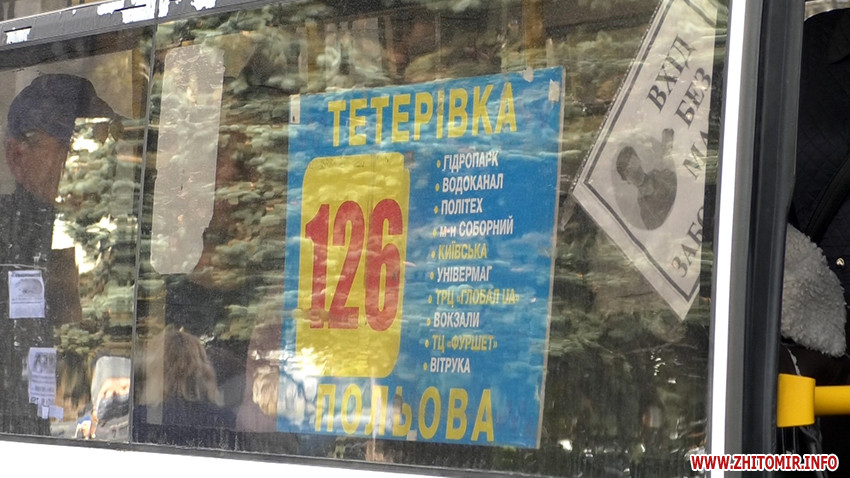 ТЕТЕРІВКА
126
• ГІДРОПАРК
• ВОДОКАНАЛ
• ПОЛІТЕХ
• м-н СОБОРНИЙ
• КИЇВСЬКА
• УНІВЕРМАГ
• ТРЦ «ГЛОБАЛ UA»
• ВОКЗАЛИ
• ТЦ «ФУРШЕТ»
• ВІТРУКА
ПОЛЬОВА
ВХІД
БЕЗ
WWW.ZHITOMIR.INFO